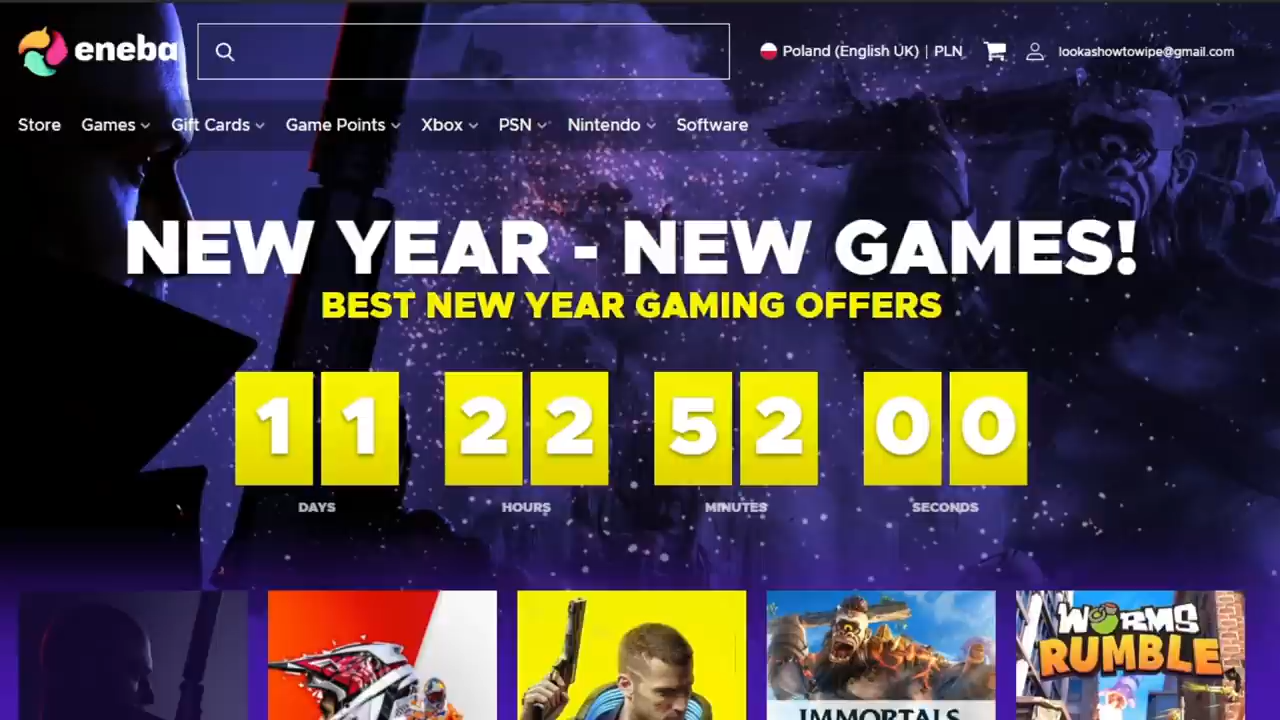 eneba
Poland (English UK) | PLN
lookashowtowipe@gmail.com
Store Games Gift Cards Game Points Xbox PSN Nintendo Software
NEW YEAR - NEW GAMES!
BEST NEW YEAR GAMING OFFERS
11 22 52 00
DAYS HOURS MINUTES SECONDS
IMMORTALS
WORMS
RUMBLE